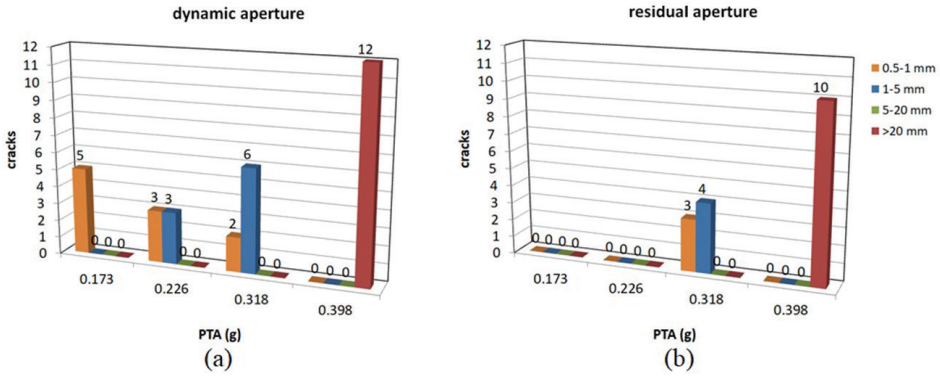 dynamic aperture
12
11
10
9
8
7
6
5
4
3
2
1
0
cracks
5 0 0 0
3 3 0 0
2 6 0 0
0 0 0 12
0.173
0.226
0.318
0.398
PTA (g)
(a)
residual aperture
12
11
10
9
8
7
6
5
4
3
2
1
0
cracks
0 0 0 0
0 0 0 0
3 4 0 0
0 0 0 10
0.173
0.226
0.318
0.398
PTA (g)
(b)
0.5-1 mm
1-5 mm
5-20 mm
>20 mm